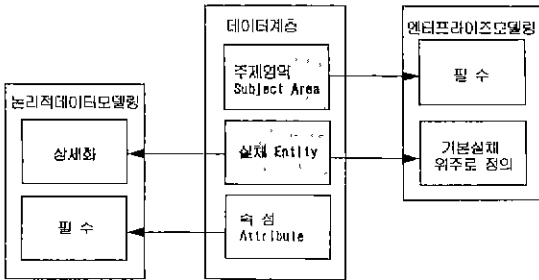 데이터계층
엔터프라이즈모델링
주제영역
Subject Area
필 수
논리적데이터모델링
상세화
실체 Entity
기본실체
위주로 정의
필 수
속 성
Attribute